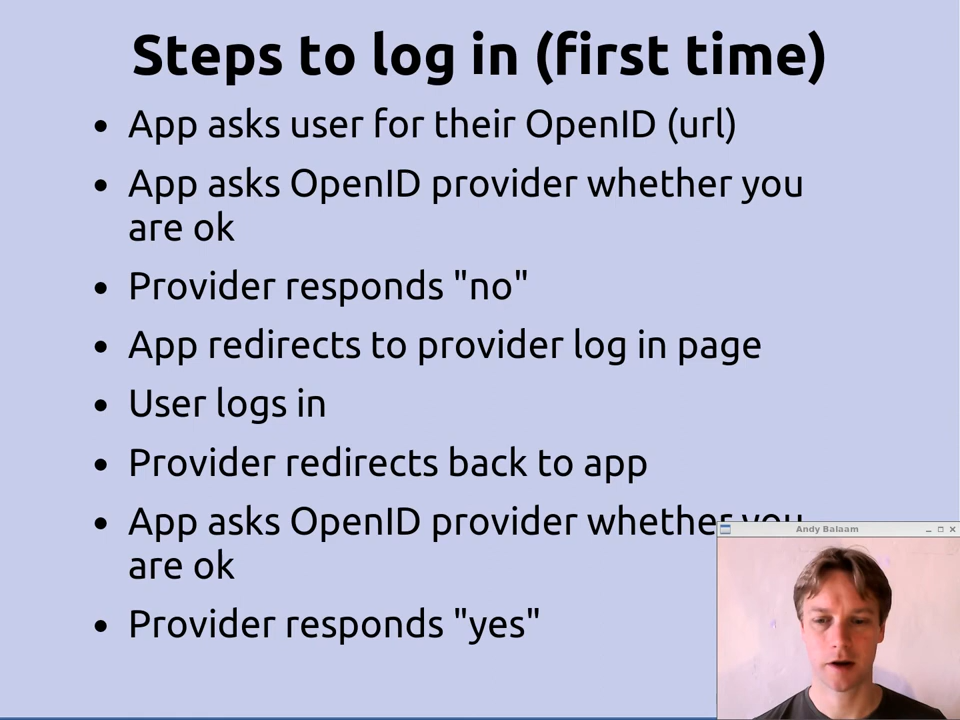 Steps to log in (first time)
• App asks user for their OpenID (url)
• App asks OpenID provider whether you
are ok
• Provider responds "no"
• App redirects to provider log in page
• User logs in
• Provider redirects back to app
• App asks OpenID provider whether you
are ok
• Provider responds "yes"
Andy Balaam